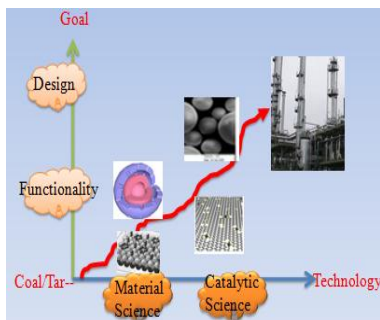 Goal
Design
Functionality
Coal/Tar--
Material
Science
Catalytic
Science
Technology